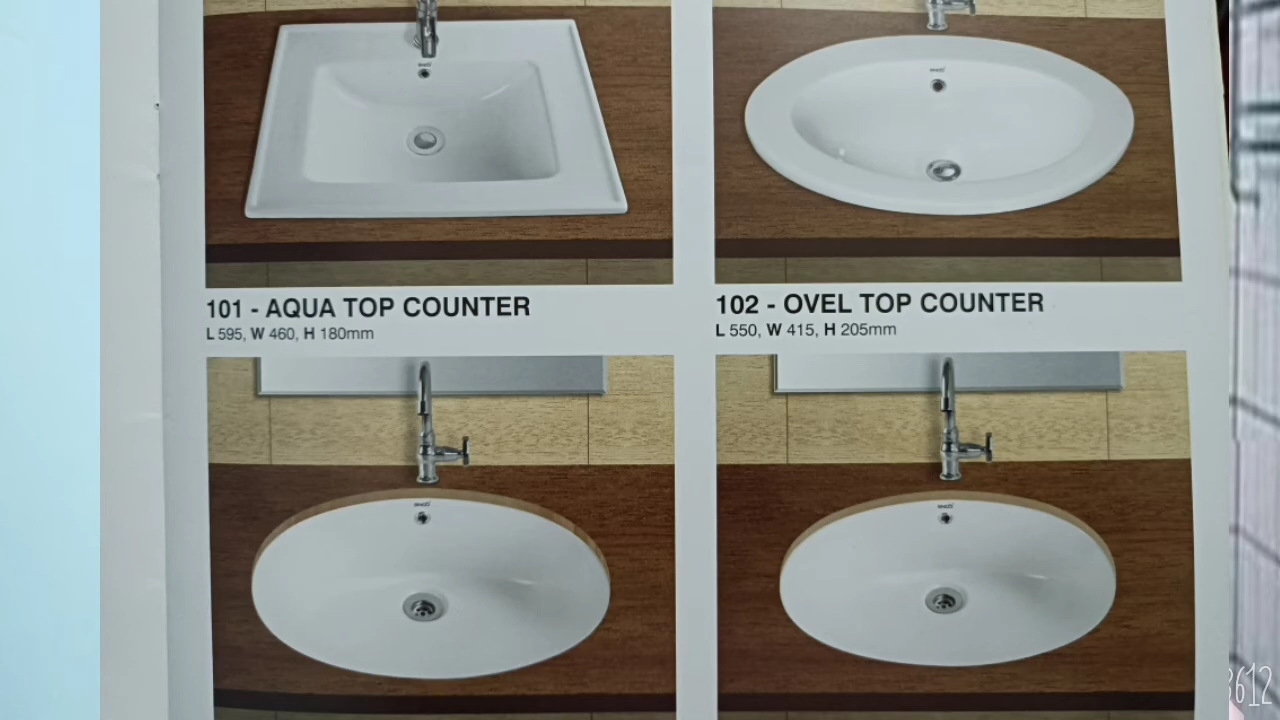 101 - AQUA TOP COUNTER
L 595, W 460, H 180mm
102 - OVEL TOP COUNTER
L 550, W 415, H 205mm